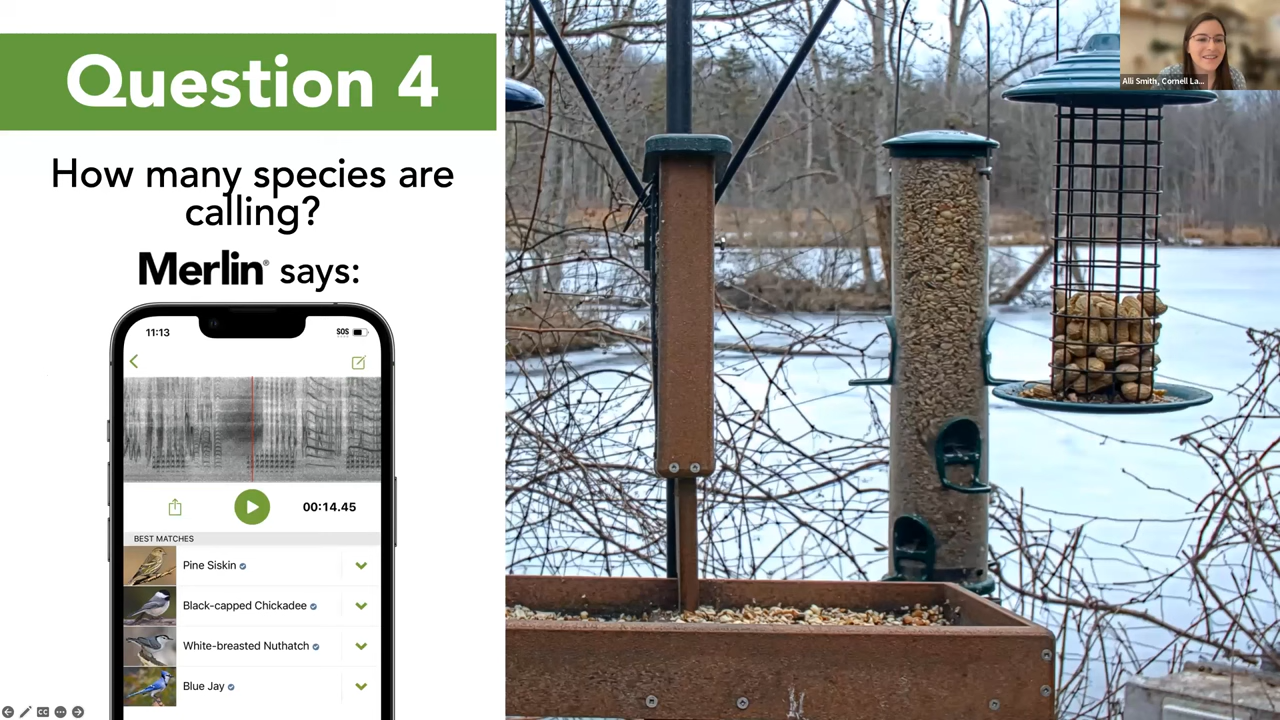 Question 4
How many species are
calling?
Merlin® says:
11:13
SOS
00:14.45
BEST MATCHES
Pine Siskin
Black-capped Chickadee
White-breasted Nuthatch
Blue Jay
Alli Smith, Cornell La...
CC